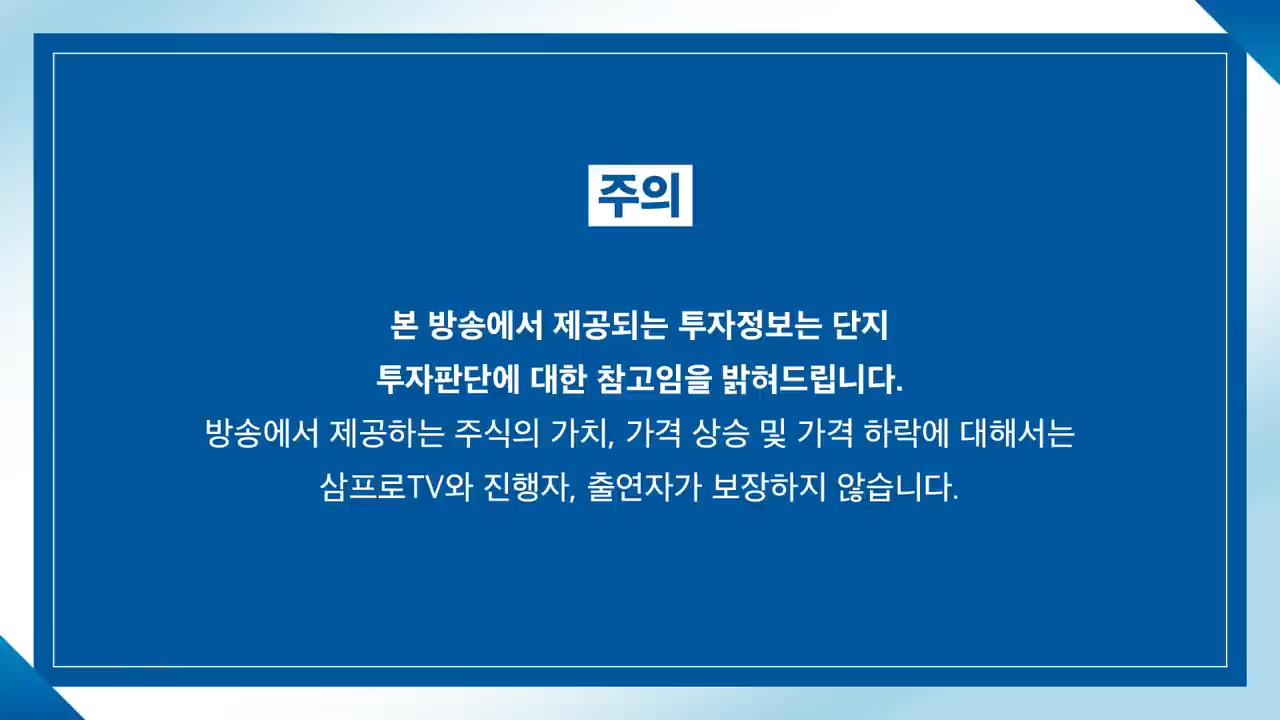 주의
본 방송에서 제공되는 투자정보는 단지
투자판단에 대한 참고임을 밝혀드립니다.
방송에서 제공하는 주식의 가치, 가격 상승 및 가격 하락에 대해서는
삼프로TV와 진행자, 출연자가 보장하지 않습니다.